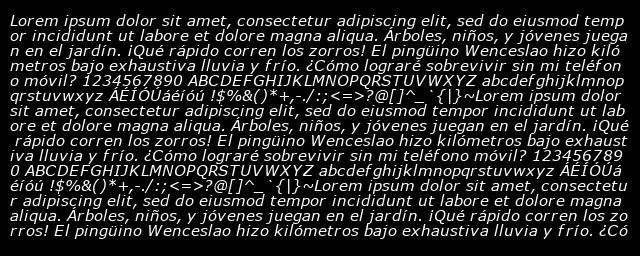 Lorem ipsum dolor sit amet, consectetur adipiscing elit, sed do eiusmod temp
or incididunt ut labore et dolore magna aliqua. Árboles, niños, y jóvenes juega
n en el jardín. ¡Qué rápido corren los zorros! El pingüino Wenceslao hizo kiló
metros bajo exhaustiva lluvia y frío. ¿Cómo lograré sobrevivir sin mi teléfon
o móvil? 1234567890 ABCDEFGHIJKLMNOPQRSTUVWXYZ abcdefghijklmnop
qrstuvwxyz ÁÉÍÓÚáéíóú !$%&()*+,-./:;<=>?@[]^_`{|}~Lorem ipsum dolor
sit amet, consectetur adipiscing elit, sed do eiusmod tempor incididunt ut lab
ore et dolore magna aliqua. Árboles, niños, y jóvenes juegan en el jardín. ¡Qué
 rápido corren los zorros! El pingüino Wenceslao hizo kilómetros bajo exhaust
iva lluvia y frío. ¿Cómo lograré sobrevivir sin mi teléfono móvil? 123456789
0 ABCDEFGHIJKLMNOPQRSTUVWXYZ abcdefghijklmnopqrstuvwxyz ÁÉÍÓÚá
éíóú !$%&()*+,-./:;<=>?@[]^_`{|}~Lorem ipsum dolor sit amet, consectetu
r adipiscing elit, sed do eiusmod tempor incididunt ut labore et dolore magna
aliqua. Árboles, niños, y jóvenes juegan en el jardín. ¡Qué rápido corren los zo
rros! El pingüino Wenceslao hizo kilómetros bajo exhaustiva lluvia y frío. ¿Có